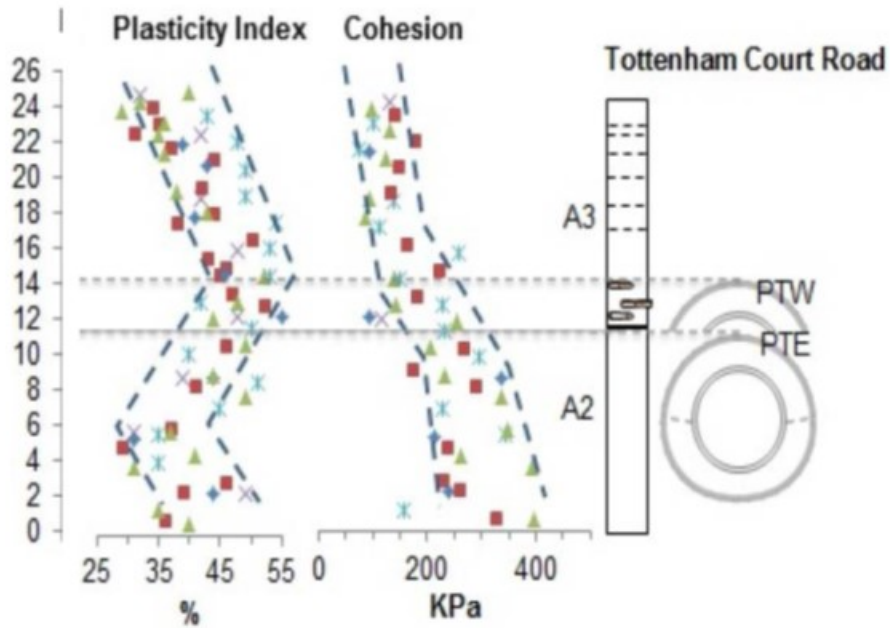 Plasticity Index Cohesion
Tottenham Court Road
26
24
22
20
18
16
14
12
10
8
6
4
2
0
A3
PTW
PTE
A2
25 35 45 55 0 200 400
% KPa